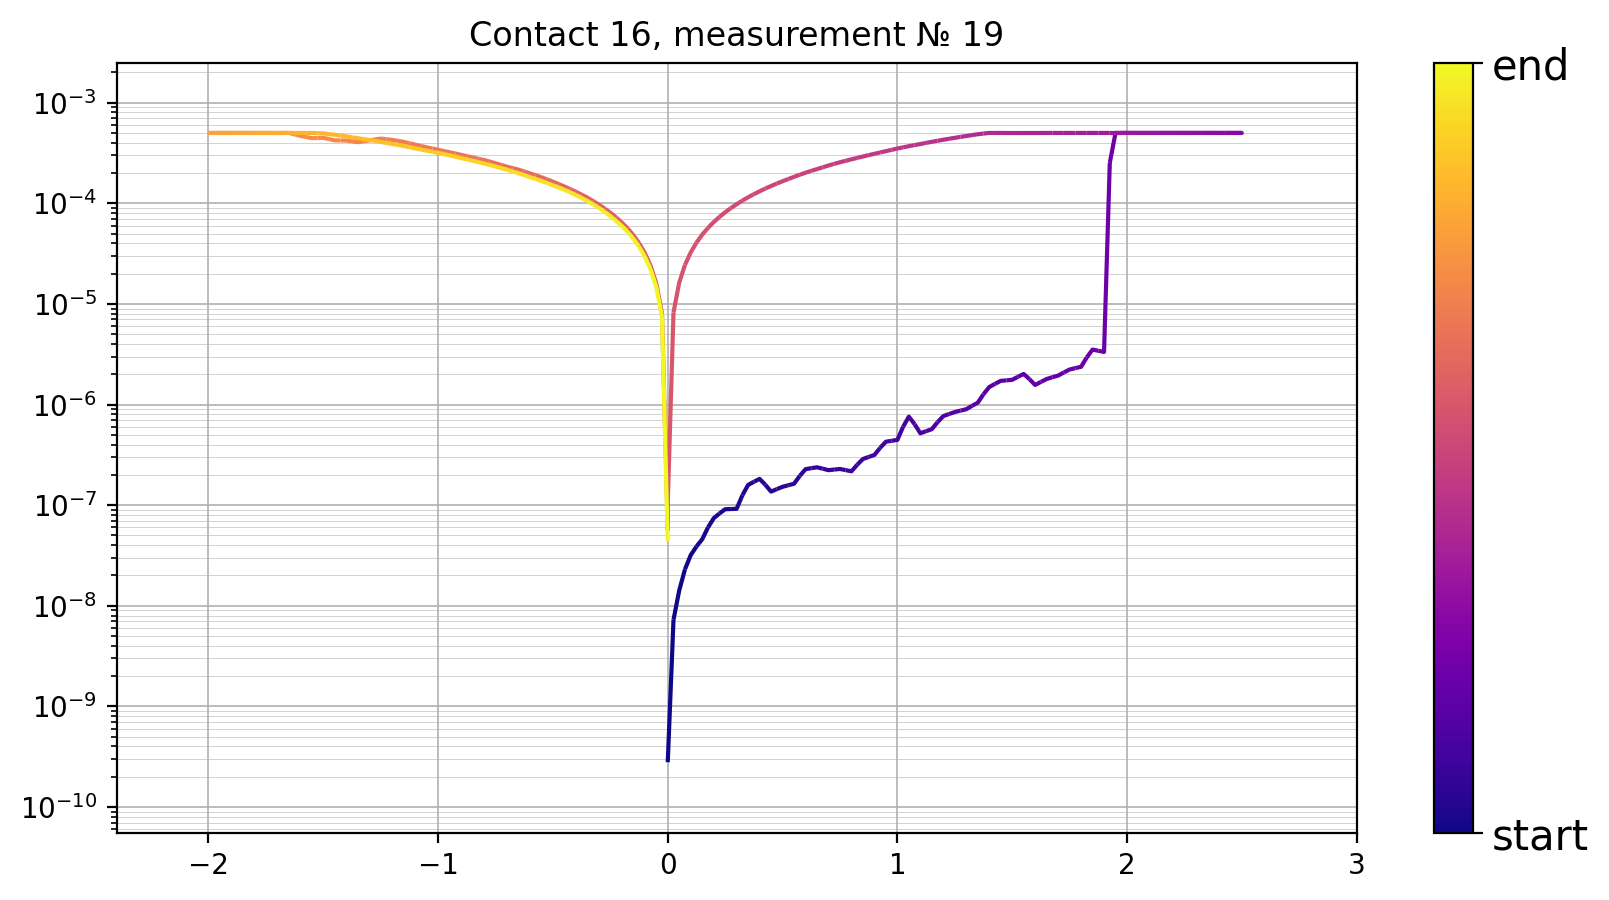 Contact 16, measurement № 19
10⁻³
10⁻⁴
10⁻⁵
10⁻⁶
10⁻⁷
10⁻⁸
10⁻⁹
10⁻¹⁰
−2 −1 0 1 2 3
end
start